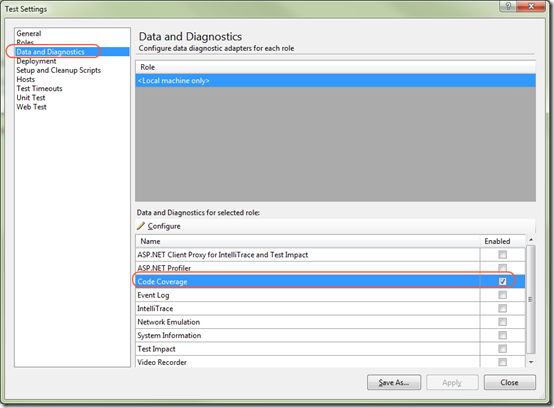 Test Settings
General
Roles
Data and Diagnostics
Deployment
Setup and Cleanup Scripts
Hosts
Test Timeouts
Unit Test
Web Test
Data and Diagnostics
Configure data diagnostic adapters for each role
Role
<Local machine only>
Data and Diagnostics for selected role:
Configure
Name Enabled
ASP.NET Client Proxy for IntelliTrace and Test Impact
ASP.NET Profiler
Code Coverage
Event Log
IntelliTrace
Network Emulation
System Information
Test Impact
Video Recorder
Save As... Apply Close